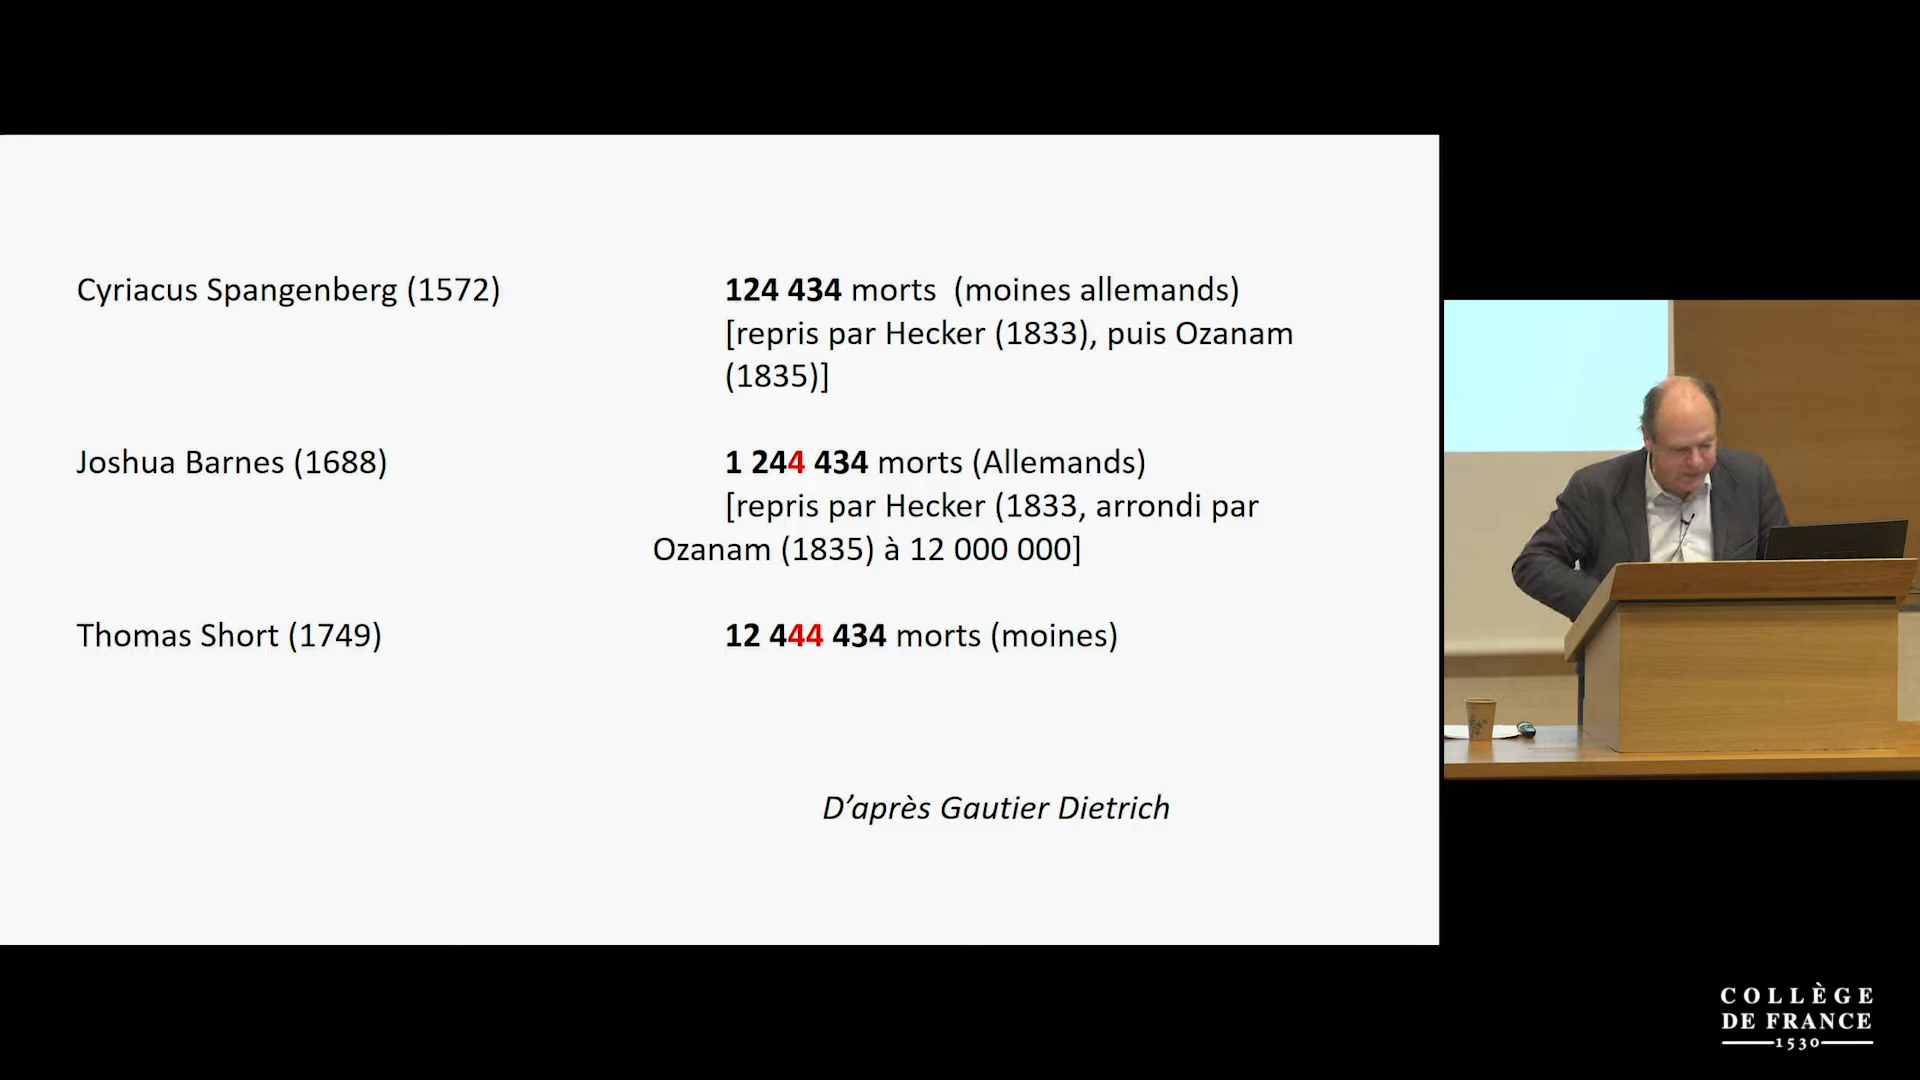 Cyriacus Spangenberg (1572)
124 434 morts (moines allemands)
[repris par Hecker (1833), puis Ozanam
(1835)]
Joshua Barnes (1688)
1 244 434 morts (Allemands)
[repris par Hecker (1833, arrondi par
Ozanam (1835) à 12 000 000]
Thomas Short (1749)
12 444 434 morts (moines)
D’après Gautier Dietrich
COLLÈGE
DE FRANCE
1530